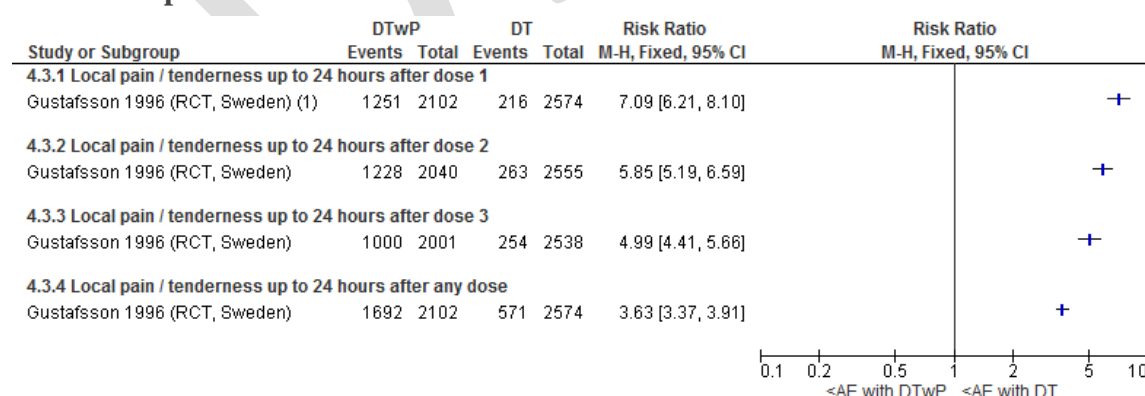 DTwP DT Risk Ratio Risk Ratio
Study or Subgroup Events Total Events Total M-H, Fixed, 95% CI M-H, Fixed, 95% CI
4.3.1 Local pain / tenderness up to 24 hours after dose 1
Gustafsson 1996 (RCT, Sweden) (1) 1251 2102 216 2574 7.09 [6.21, 8.10]
4.3.2 Local pain / tenderness up to 24 hours after dose 2
Gustafsson 1996 (RCT, Sweden) 1228 2040 263 2555 5.85 [5.19, 6.59]
4.3.3 Local pain / tenderness up to 24 hours after dose 3
Gustafsson 1996 (RCT, Sweden) 1000 2001 254 2538 4.99 [4.41, 5.66]
4.3.4 Local pain / tenderness up to 24 hours after any dose
Gustafsson 1996 (RCT, Sweden) 1692 2102 571 2574 3.63 [3.37, 3.91]
0.1 0.2 0.5 1 2 5 10
<AE with DTwP <AE with DT